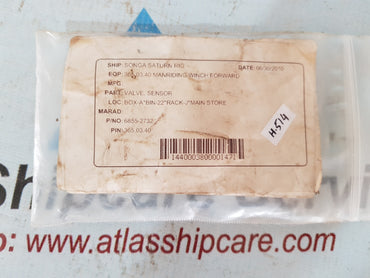 SHIP: SONGA SATURN RIG DATE: 06/30/2010
EQP: 365.03.40 MANRIDING WINCH FORWARD
MFG:
PART: VALVE, SENSOR
LOC: BOX-A*BIN-22*RACK-J*MAIN STORE
MARAD:
P/NO: 6855-2732
PIN: 365.03.40
1440003800001471
H-514
Shipcare
o: www.atlasshipcare.com